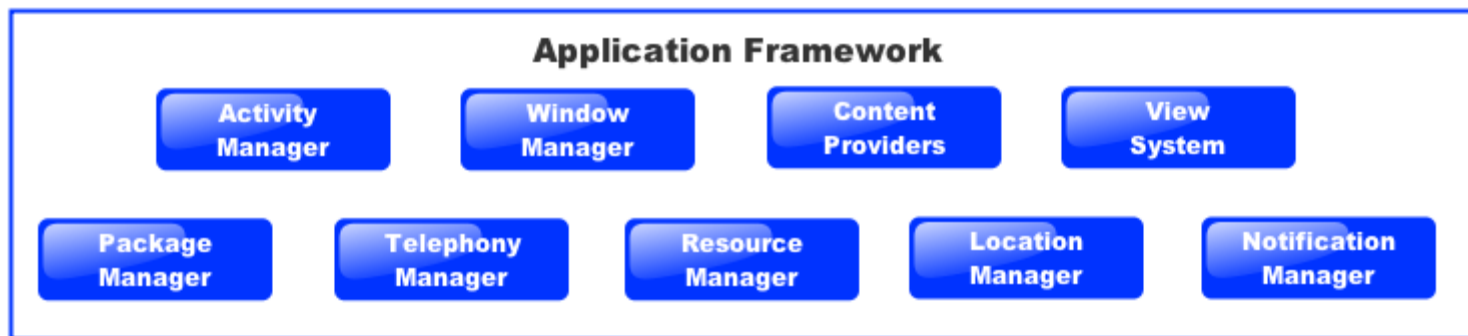 Application Framework
Activity
Manager
Window
Manager
Content
Providers
View
System
Package
Manager
Telephony
Manager
Resource
Manager
Location
Manager
Notification
Manager